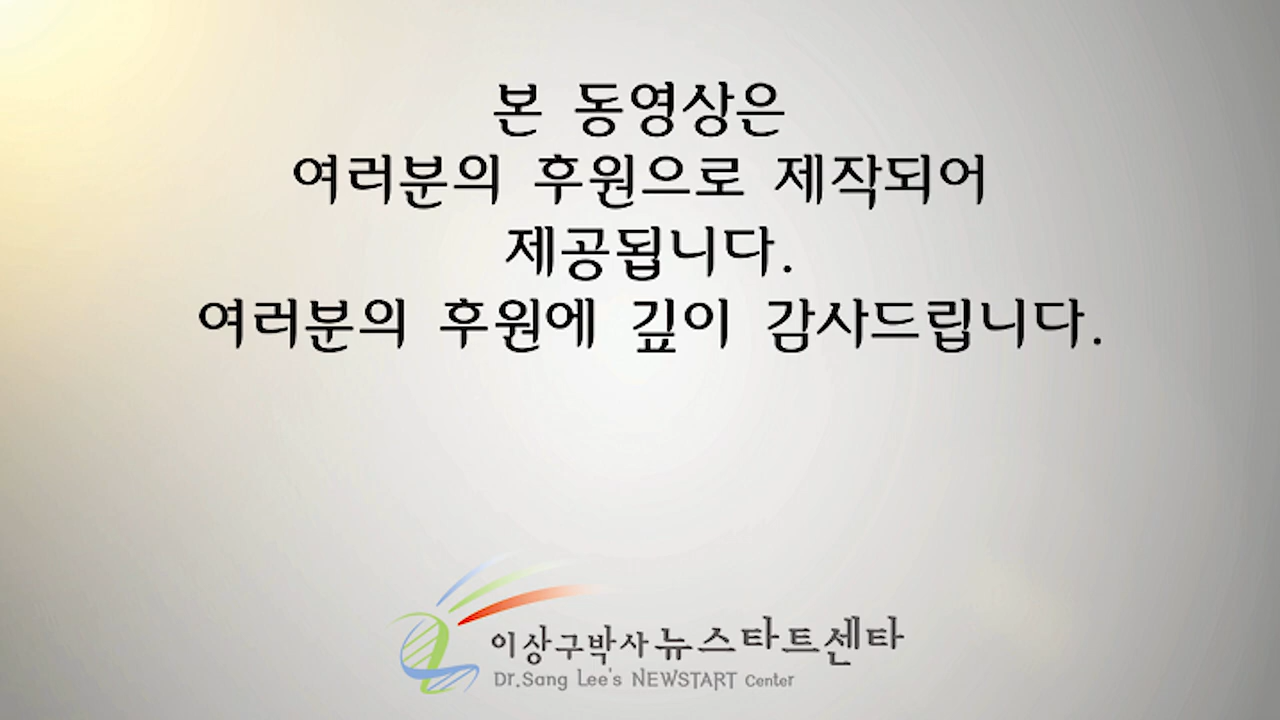 본 동영상은
여러분의 후원으로 제작되어
제공됩니다.
여러분의 후원에 깊이 감사드립니다.
이상구박사 뉴스타트센타
Dr.Sang Lee's NEWSTART Center